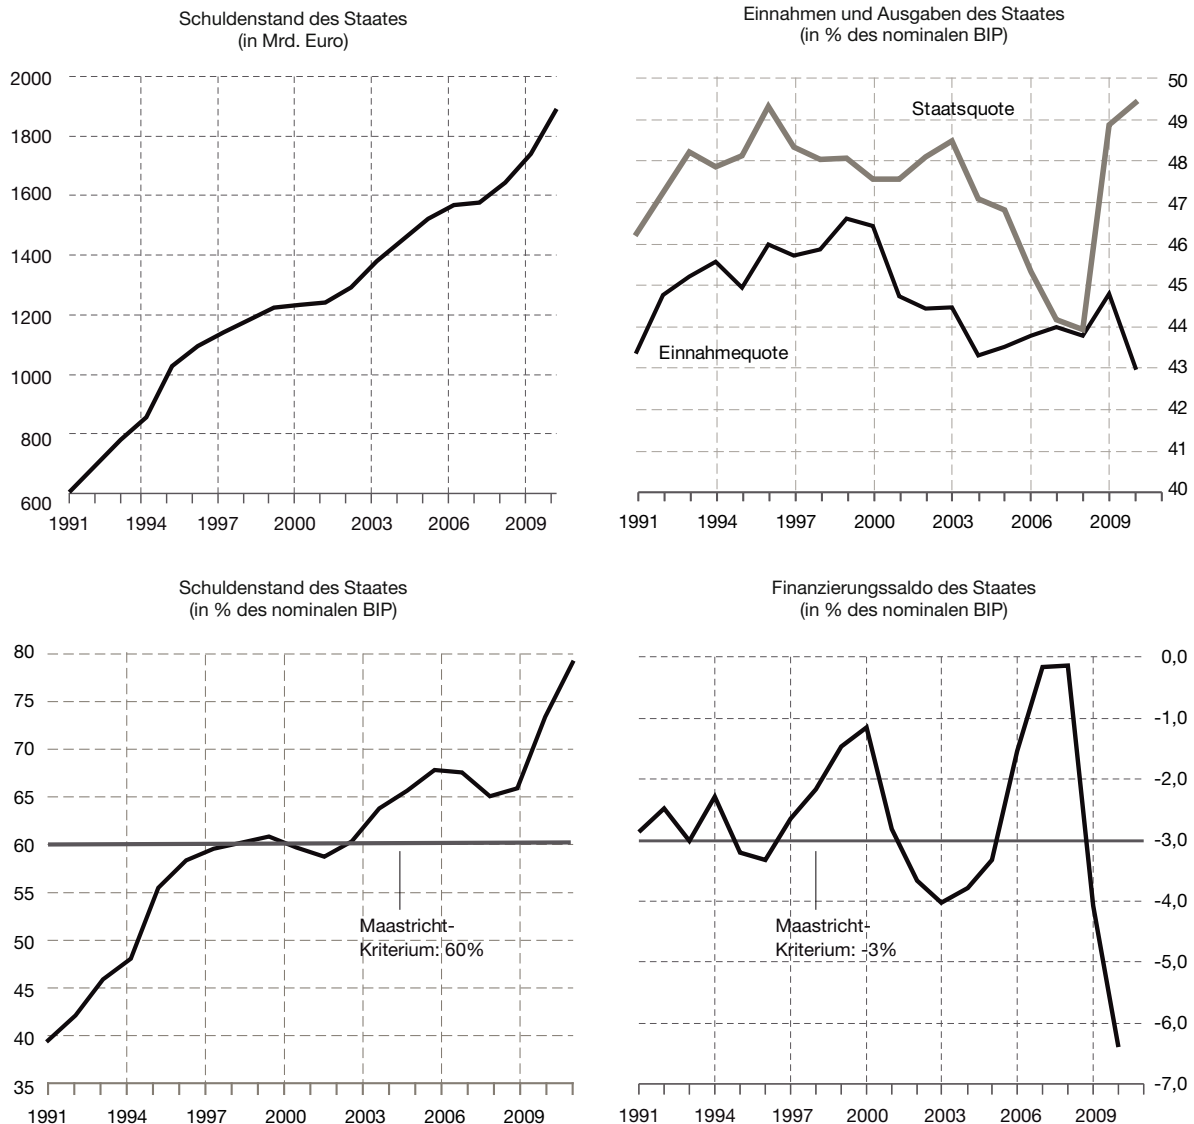 Schuldenstand des Staates
(in Mrd. Euro)
2000
1800
1600
1400
1200
1000
800
600
1991 1994 1997 2000 2003 2006 2009
Einnahmen und Ausgaben des Staates
(in % des nominalen BIP)
Staatsquote
Einnahmequote
50
49
48
47
46
45
44
43
42
41
40
1991 1994 1997 2000 2003 2006 2009
Schuldenstand des Staates
(in % des nominalen BIP)
80
75
70
65
60
55
50
45
40
35
Maastricht-
Kriterium: 60%
1991 1994 1997 2000 2003 2006 2009
Finanzierungssaldo des Staates
(in % des nominalen BIP)
0,0
-1,0
-2,0
-3,0
-4,0
-5,0
-6,0
-7,0
Maastricht-
Kriterium: -3%
1991 1994 1997 2000 2003 2006 2009